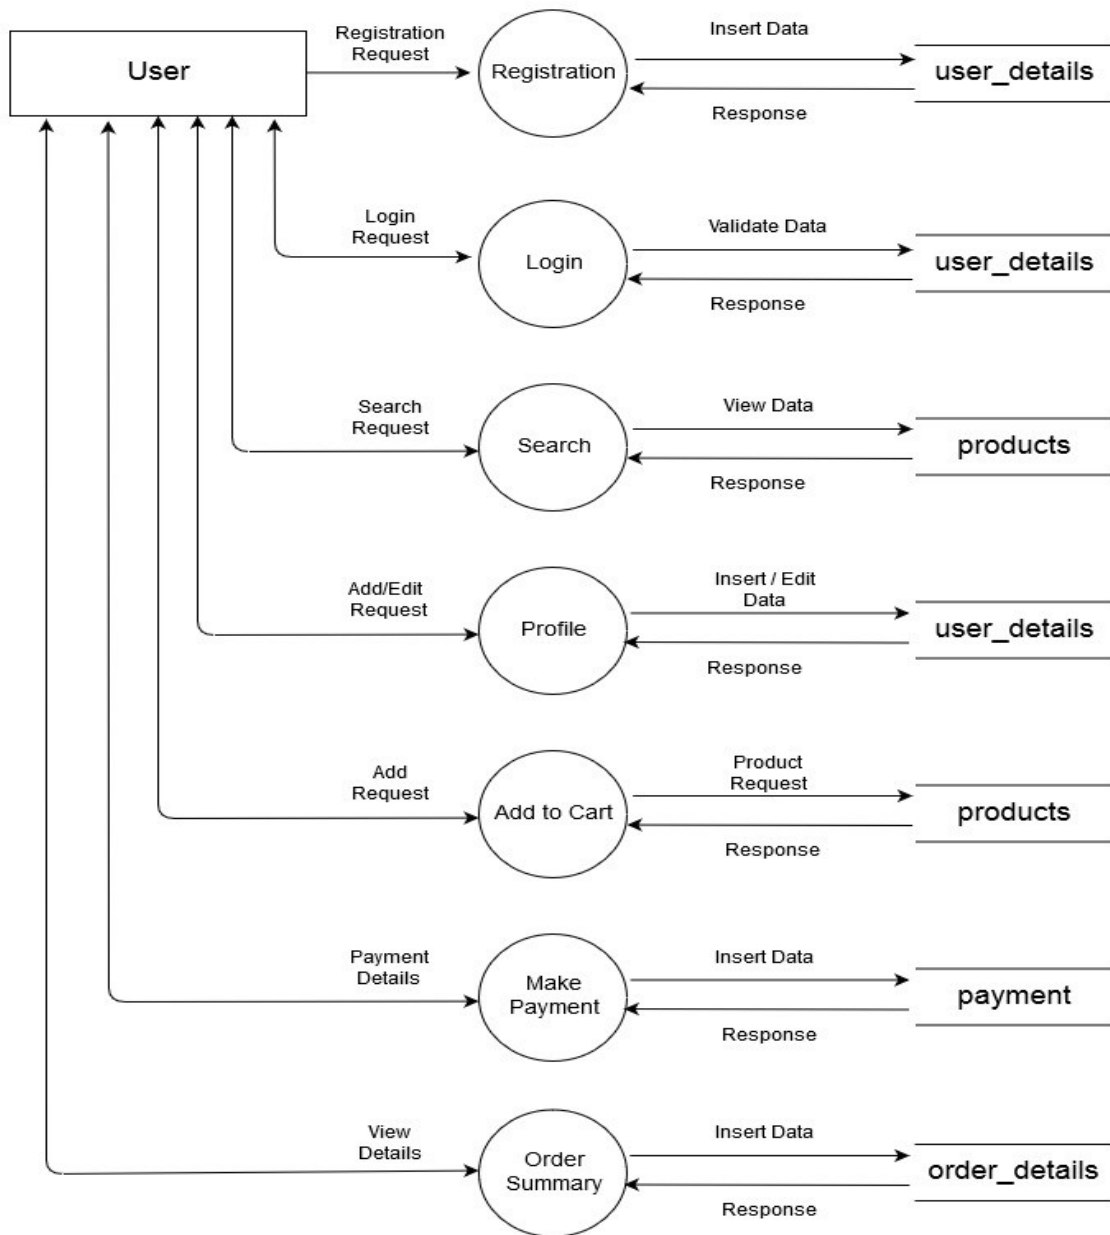 Registration
Request
Insert Data
User
Registration
user_details
Response
Login
Request
Validate Data
Login
user_details
Response
Search
Request
View Data
Search
products
Response
Add/Edit
Request
Insert / Edit
Data
Profile
user_details
Response
Add
Request
Product
Request
Add to Cart
products
Response
Payment
Details
Insert Data
Make
Payment
payment
Response
View
Details
Insert Data
Order
Summary
order_details
Response